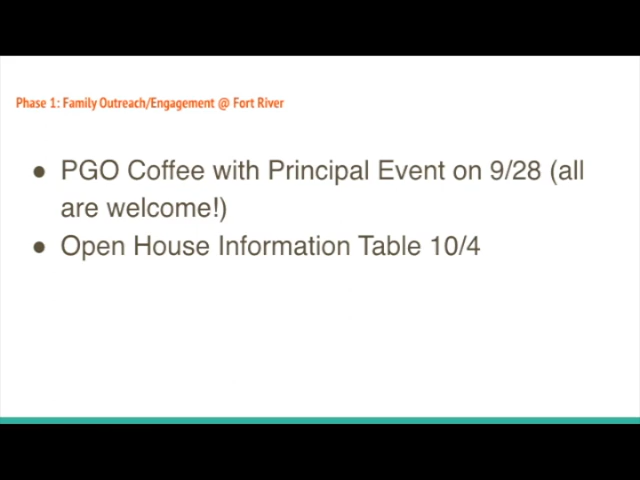 Phase 1: Family Outreach/Engagement @ Fort River
● PGO Coffee with Principal Event on 9/28 (all
are welcome!)
● Open House Information Table 10/4